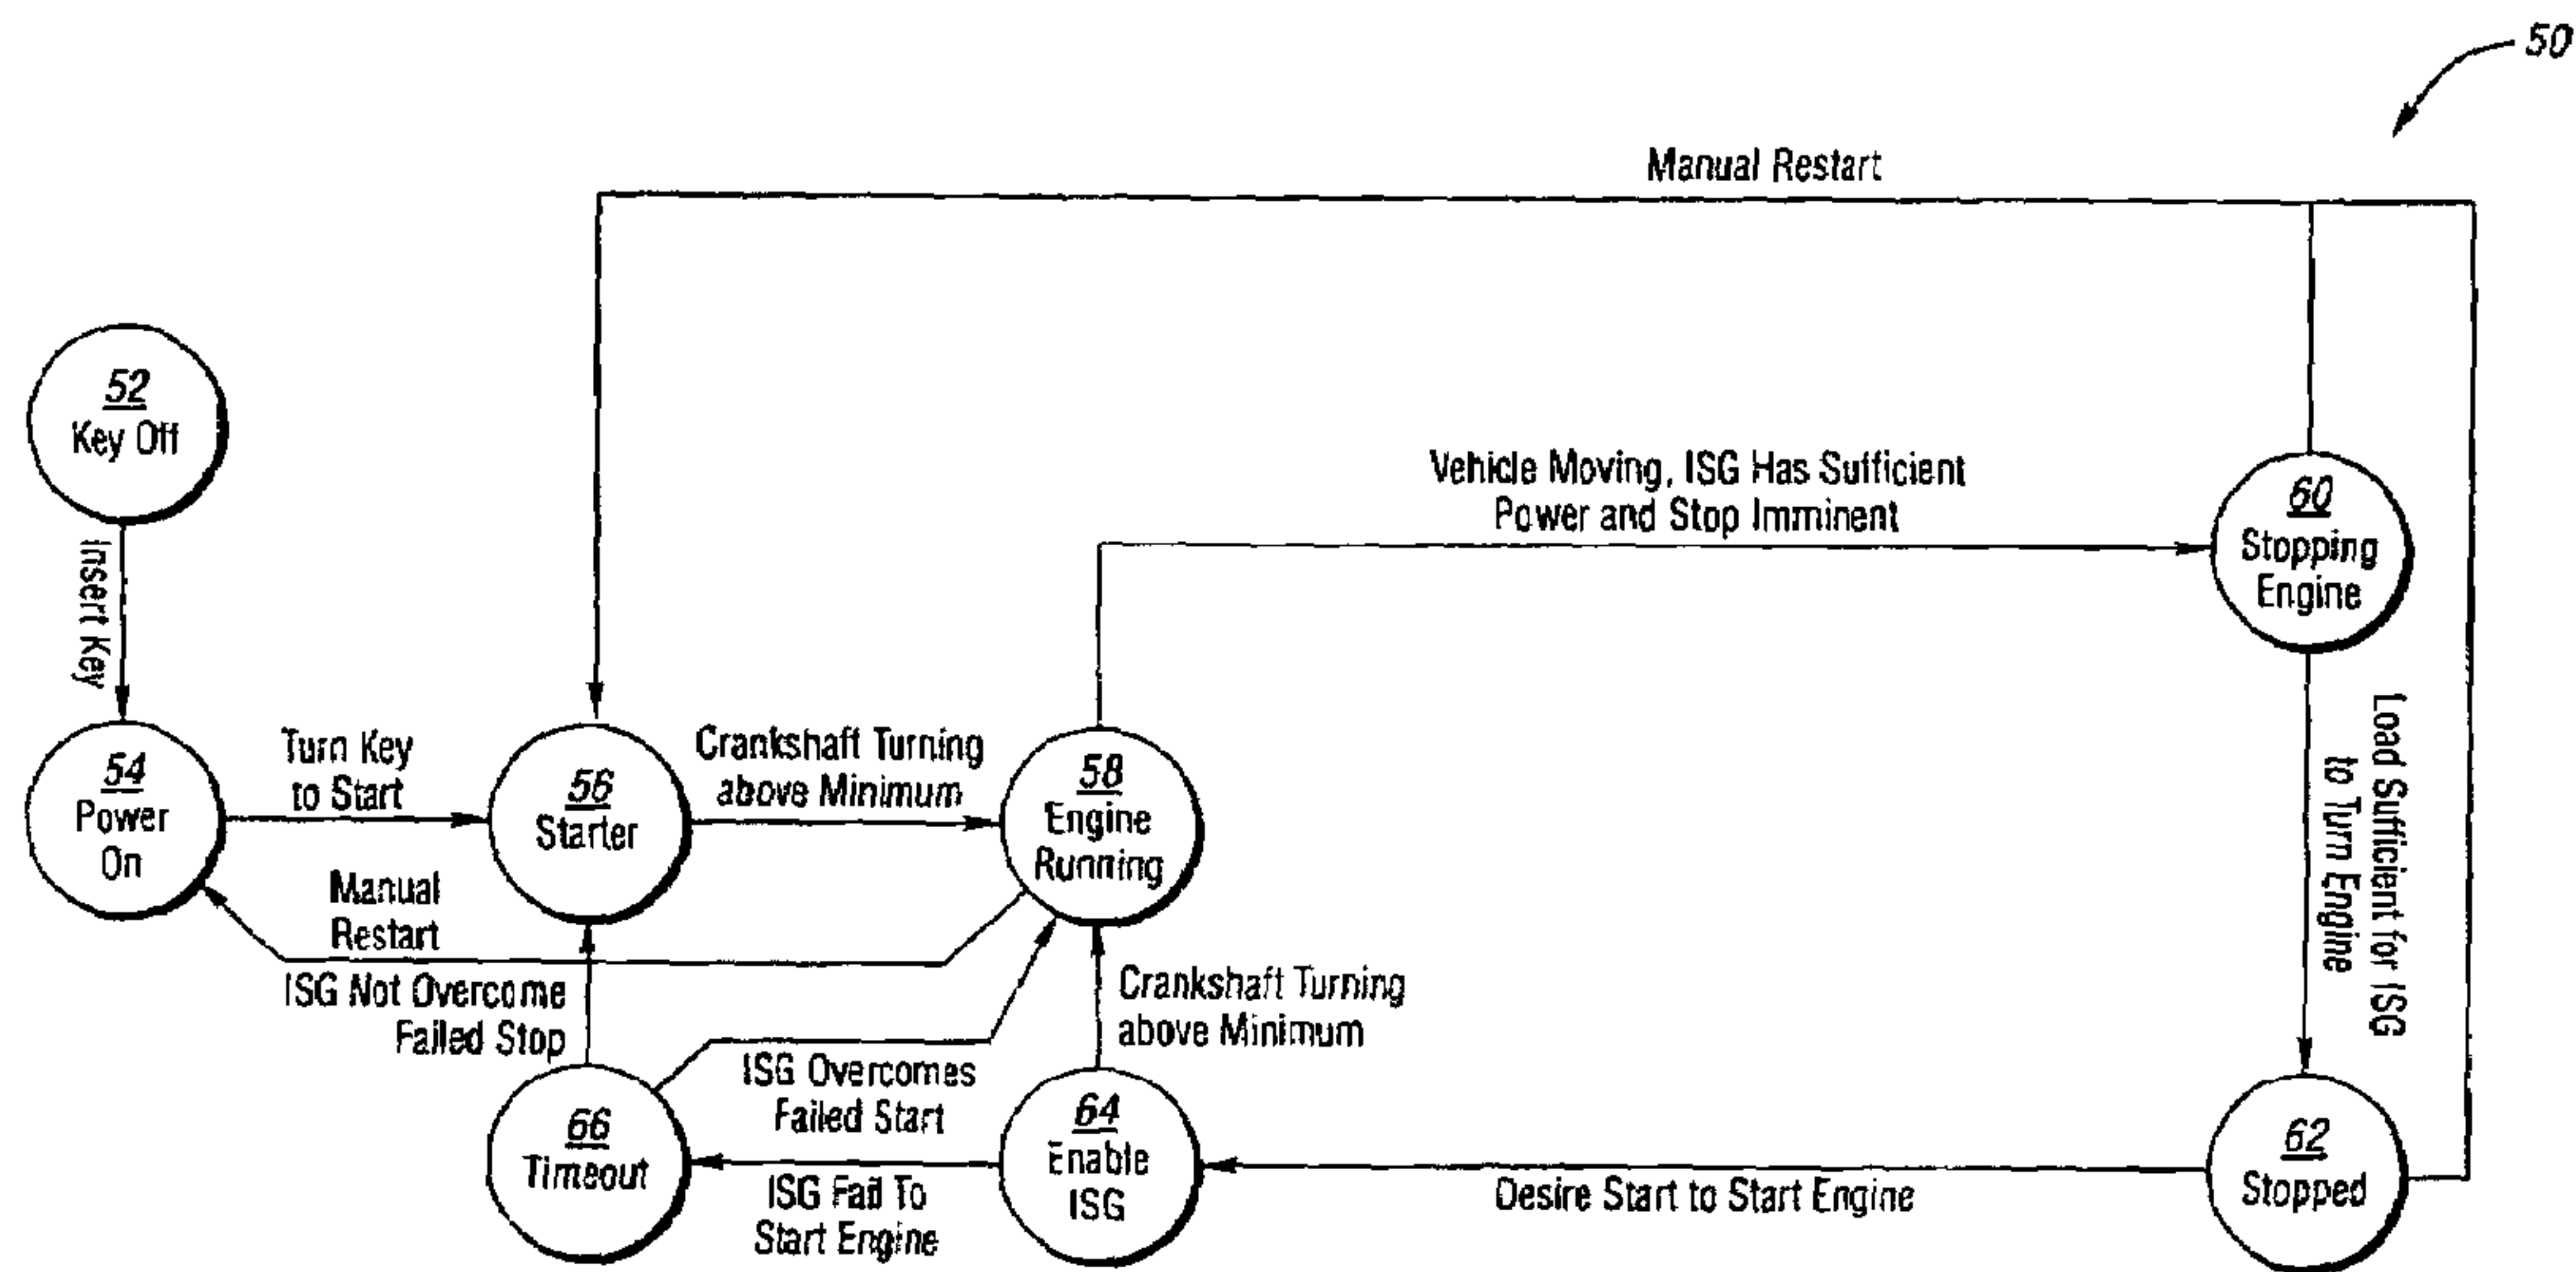 50
Manual Restart
52
Key Off
Insert Key
Vehicle Moving, ISG Has Sufficient
Power and Stop Imminent
60
Stopping
Engine
Load Sufficient for ISG
to Turn Engine
54
Power
On
Turn Key
to Start
56
Starter
Crankshaft Turning
above Minimum
58
Engine
Running
Manual
Restart
ISG Not Overcome
Failed Stop
ISG Overcomes
Failed Start
Crankshaft Turning
above Minimum
66
Timeout
ISG Fail To
Start Engine
64
Enable
ISG
Desire Start to Start Engine
62
Stopped